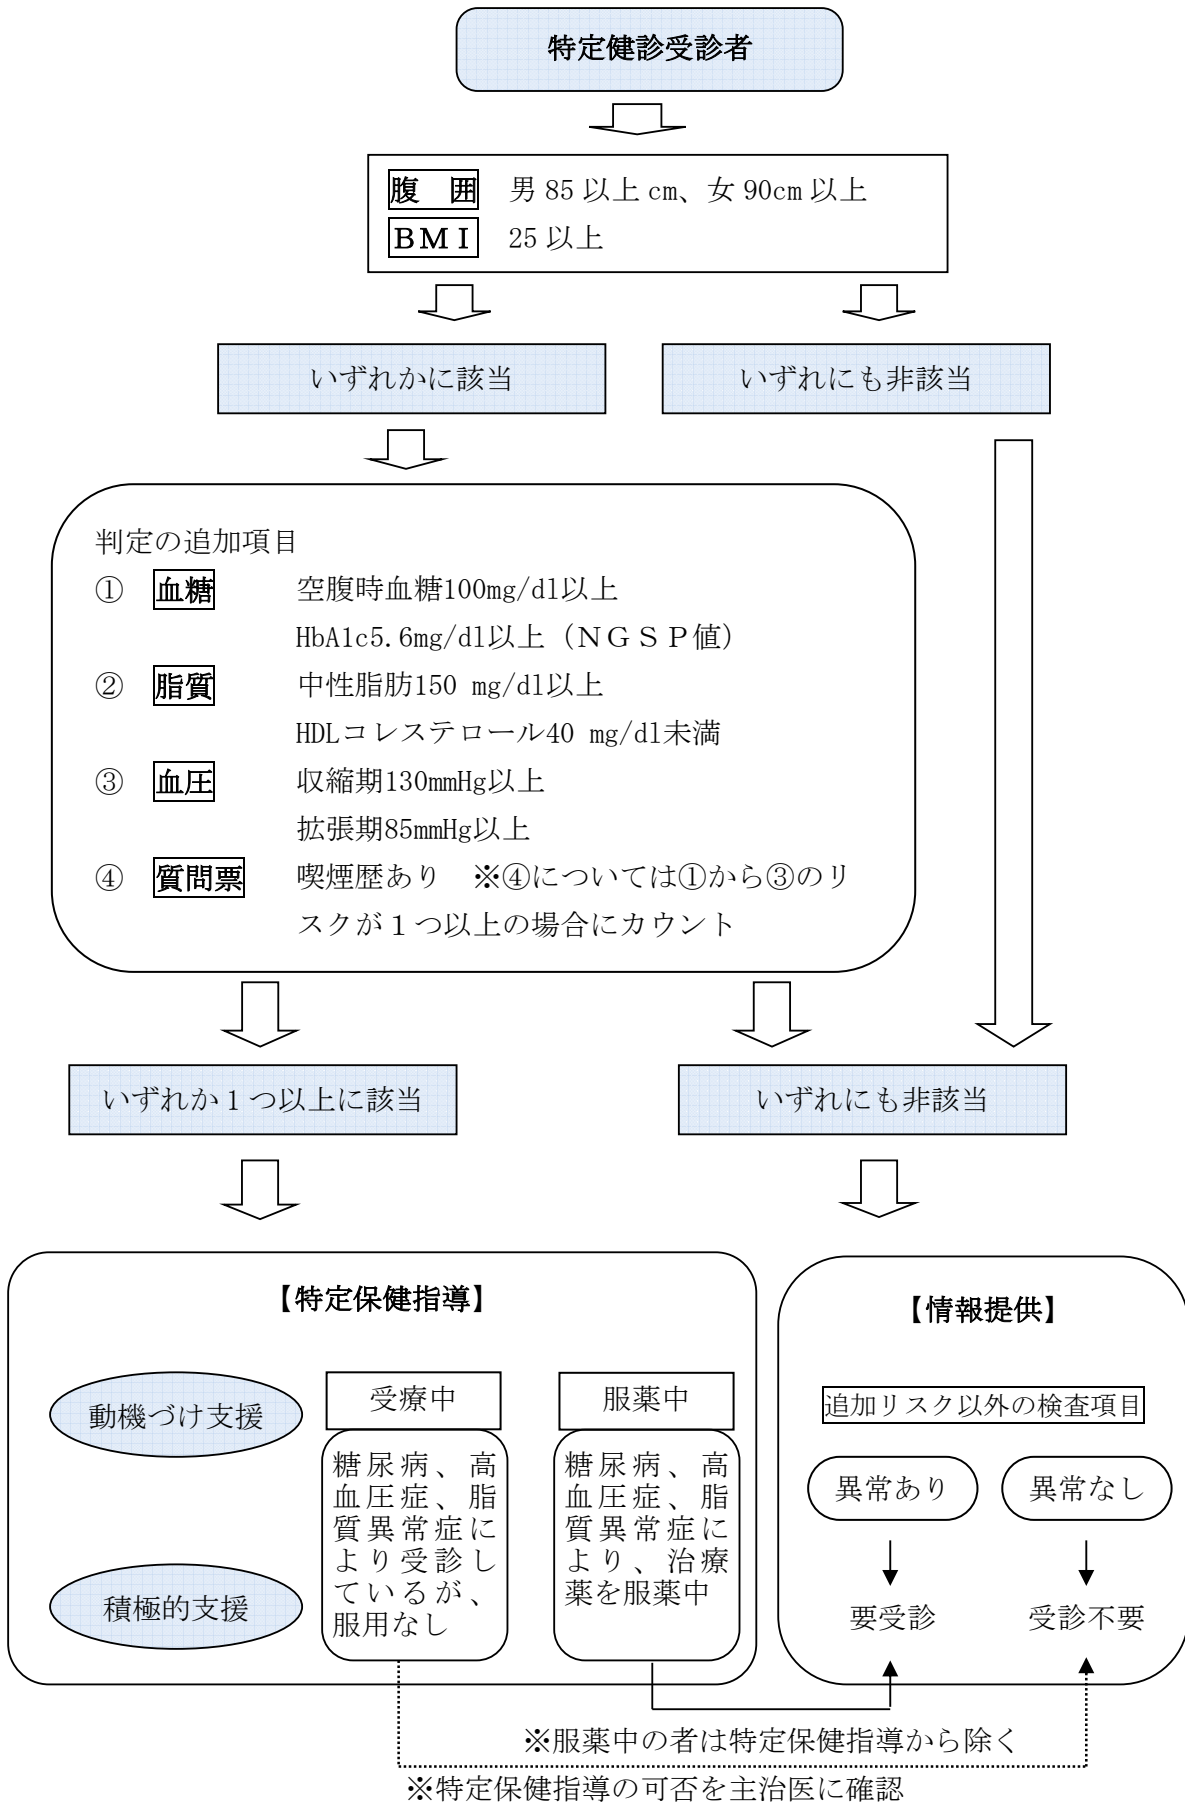 特定健診受診者
腹　囲　男 85 以上 cm、女 90cm 以上
ＢＭＩ　25 以上
いずれかに該当
いずれにも非該当
判定の追加項目
① 血糖　空腹時血糖100mg/dl以上
HbA1c5.6mg/dl以上（ＮＧＳＰ値）
② 脂質　中性脂肪150 mg/dl以上
HDLコレステロール40 mg/dl未満
③ 血圧　収縮期130mmHg以上
拡張期85mmHg以上
④ 質問票　喫煙歴あり　※④については①から③のリ
スクが１つ以上の場合にカウント
いずれか１つ以上に該当
いずれにも非該当
【特定保健指導】
動機づけ支援
積極的支援
受療中
糖尿病、高
血圧症、脂
質異常症に
より受診し
ているが、
服用なし
服薬中
糖尿病、高
血圧症、脂
質異常症に
より、治療
薬を服薬中
【情報提供】
追加リスク以外の検査項目
異常あり
異常なし
要受診
受診不要
※服薬中の者は特定保健指導から除く
※特定保健指導の可否を主治医に確認